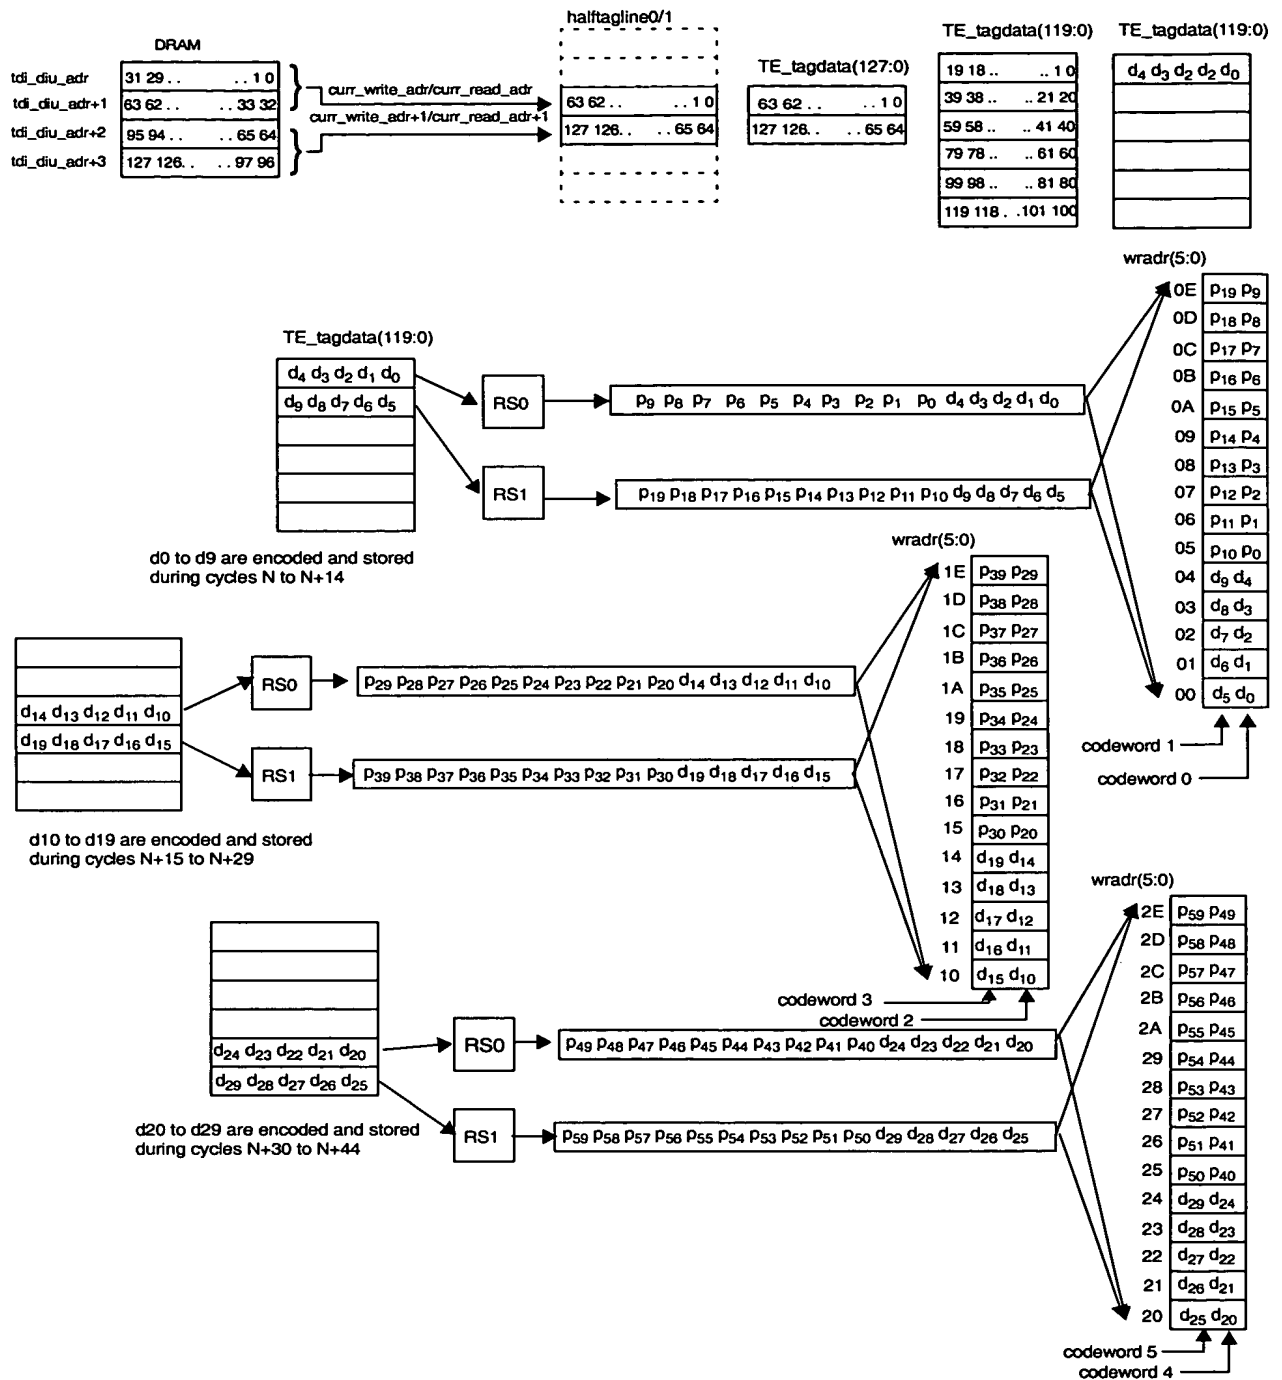 halftagline0/1
DRAM
TE_tagdata(119:0)
TE_tagdata(119:0)
TE_tagdata(127:0)
tdi_diu_adr 31 29 . . . . 1 0
tdi_diu_adr+1 63 62 . . . . 33 32
tdi_diu_adr+2 95 94 . . . . 65 64
tdi_diu_adr+3 127 126. . . . 97 96
curr_write_adr/curr_read_adr
curr_write_adr+1/curr_read_adr+1
63 62 . . . . 1 0
127 126. . . . 65 64
63 62 . . . . 1 0
127 126. . . . 65 64
19 18 . . . . 1 0
39 38 . . . . 21 20
59 58 . . . . 41 40
79 78 . . . . 61 60
99 98 . . . . 81 80
119 118 . . .101 100
d4 d3 d2 d2 d0
wradr(5:0)
0E p19 p9
0D p18 p8
0C p17 p7
0B p16 p6
0A p15 p5
09 p14 p4
08 p13 p3
07 p12 p2
06 p11 p1
05 p10 p0
04 d9 d4
03 d8 d3
02 d7 d2
01 d6 d1
00 d5 d0
codeword 1
codeword 0
TE_tagdata(119:0)
d4 d3 d2 d1 d0
d9 d8 d7 d6 d5
RS0
p9 p8 p7 p6 p5 p4 p3 p2 p1 p0 d4 d3 d2 d1 d0
RS1
p19 p18 p17 p16 p15 p14 p13 p12 p11 p10 d9 d8 d7 d6 d5
d0 to d9 are encoded and stored
during cycles N to N+14
wradr(5:0)
1E p39 p29
1D p38 p28
1C p37 p27
1B p36 p26
1A p35 p25
19 p34 p24
18 p33 p23
17 p32 p22
16 p31 p21
15 p30 p20
14 d19 d14
13 d18 d13
12 d17 d12
11 d16 d11
10 d15 d10
codeword 3
codeword 2
d14 d13 d12 d11 d10
d19 d18 d17 d16 d15
RS0
p29 p28 p27 p26 p25 p24 p23 p22 p21 p20 d14 d13 d12 d11 d10
RS1
p39 p38 p37 p36 p35 p34 p33 p32 p31 p30 d19 d18 d17 d16 d15
d10 to d19 are encoded and stored
during cycles N+15 to N+29
wradr(5:0)
2E p59 p49
2D p58 p48
2C p57 p47
2B p56 p46
2A p55 p45
29 p54 p44
28 p53 p43
27 p52 p42
26 p51 p41
25 p50 p40
24 d29 d24
23 d28 d23
22 d27 d22
21 d26 d21
20 d25 d20
codeword 5
codeword 4
d24 d23 d22 d21 d20
d29 d28 d27 d26 d25
RS0
p49 p48 p47 p46 p45 p44 p43 p42 p41 p40 d24 d23 d22 d21 d20
RS1
p59 p58 p57 p56 p55 p54 p53 p52 p51 p50 d29 d28 d27 d26 d25
d20 to d29 are encoded and stored
during cycles N+30 to N+44